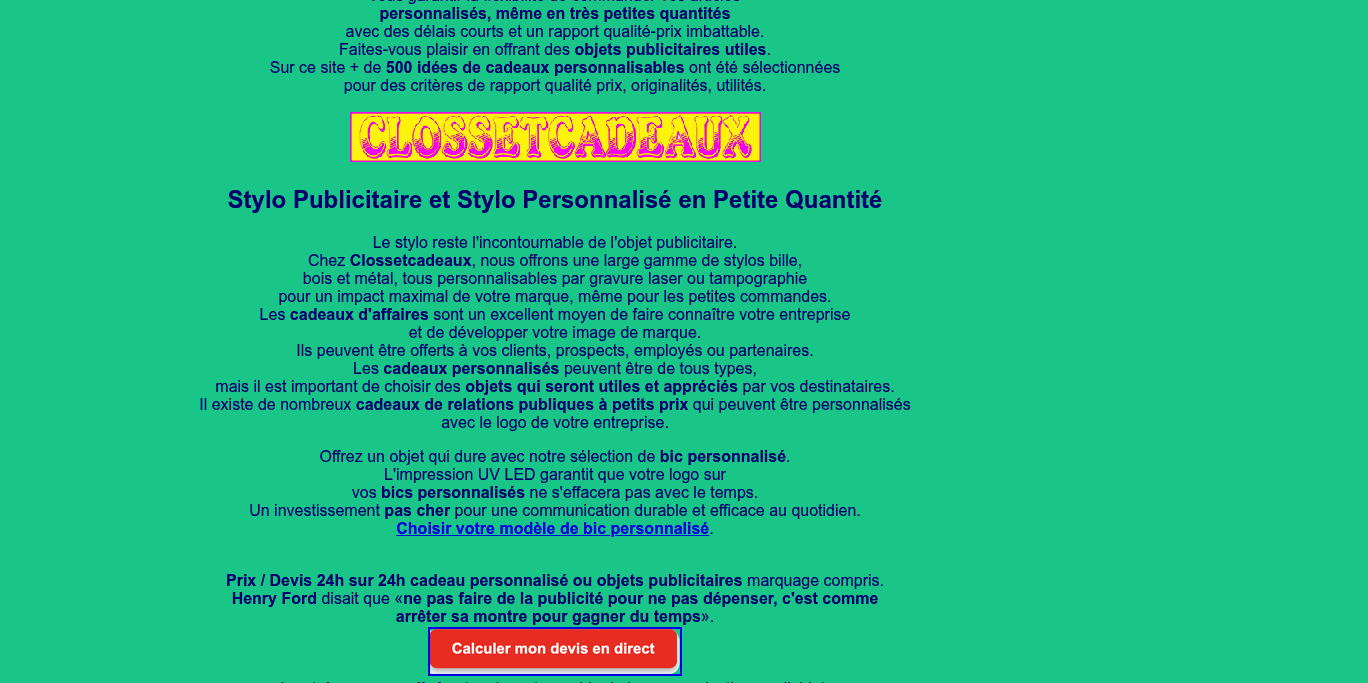 personnalisés, même en très petites quantités
avec des délais courts et un rapport qualité-prix imbattable.
Faites-vous plaisir en offrant des objets publicitaires utiles.
Sur ce site + de 500 idées de cadeaux personnalisables ont été sélectionnées
pour des critères de rapport qualité prix, originalités, utilités.
CLOSSETCADEAUX
Stylo Publicitaire et Stylo Personnalisé en Petite Quantité
Le stylo reste l'incontournable de l'objet publicitaire.
Chez Clossetcadeaux, nous offrons une large gamme de stylos bille,
bois et métal, tous personnalisables par gravure laser ou tampographie
pour un impact maximal de votre marque, même pour les petites commandes.
Les cadeaux d'affaires sont un excellent moyen de faire connaître votre entreprise
et de développer votre image de marque.
Ils peuvent être offerts à vos clients, prospects, employés ou partenaires.
Les cadeaux personnalisés peuvent être de tous types,
mais il est important de choisir des objets qui seront utiles et appréciés par vos destinataires.
Il existe de nombreux cadeaux de relations publiques à petits prix qui peuvent être personnalisés
avec le logo de votre entreprise.
Offrez un objet qui dure avec notre sélection de bic personnalisé.
L'impression UV LED garantit que votre logo sur
vos bics personnalisés ne s'effacera pas avec le temps.
Un investissement pas cher pour une communication durable et efficace au quotidien.
Choisir votre modèle de bic personnalisé.
Prix / Devis 24h sur 24h cadeau personnalisé ou objets publicitaires marquage compris.
Henry Ford disait que «ne pas faire de la publicité pour ne pas dépenser, c'est comme
arrêter sa montre pour gagner du temps».
Calculer mon devis en direct